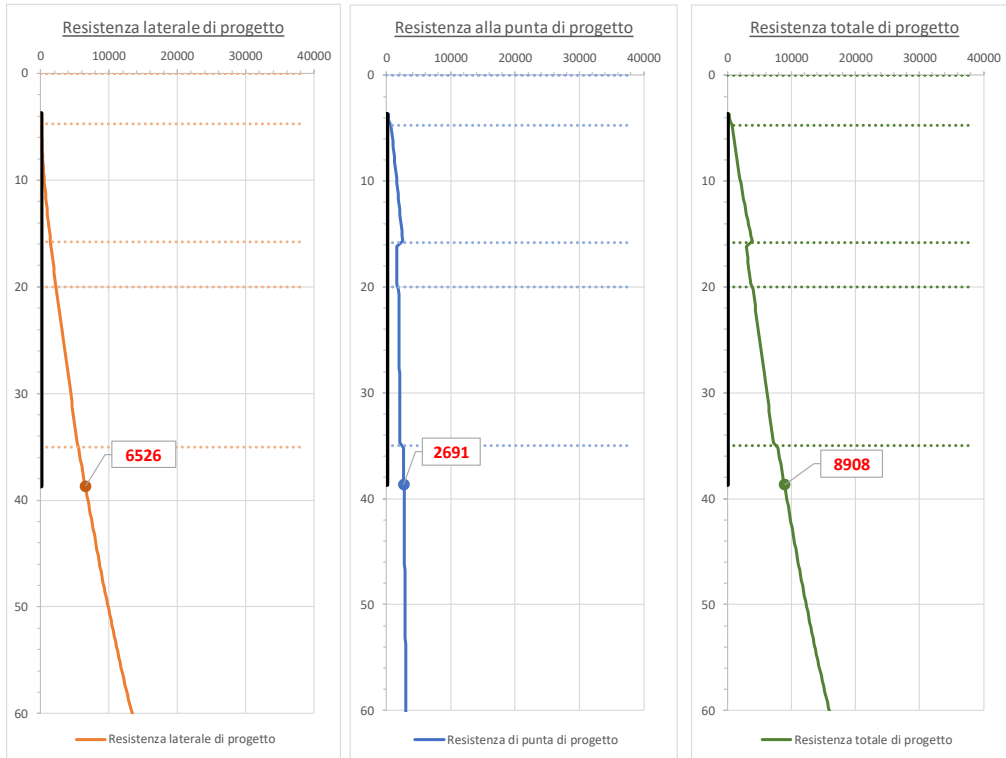 Resistenza laterale di progetto
0 10000 20000 30000 40000
0
10
20
30
40
50
60
6526
Resistenza laterale di progetto
Resistenza alla punta di progetto
0 10000 20000 30000 40000
0
10
20
30
40
50
60
2691
Resistenza di punta di progetto
Resistenza totale di progetto
0 10000 20000 30000 40000
0
10
20
30
40
50
60
8908
Resistenza totale di progetto